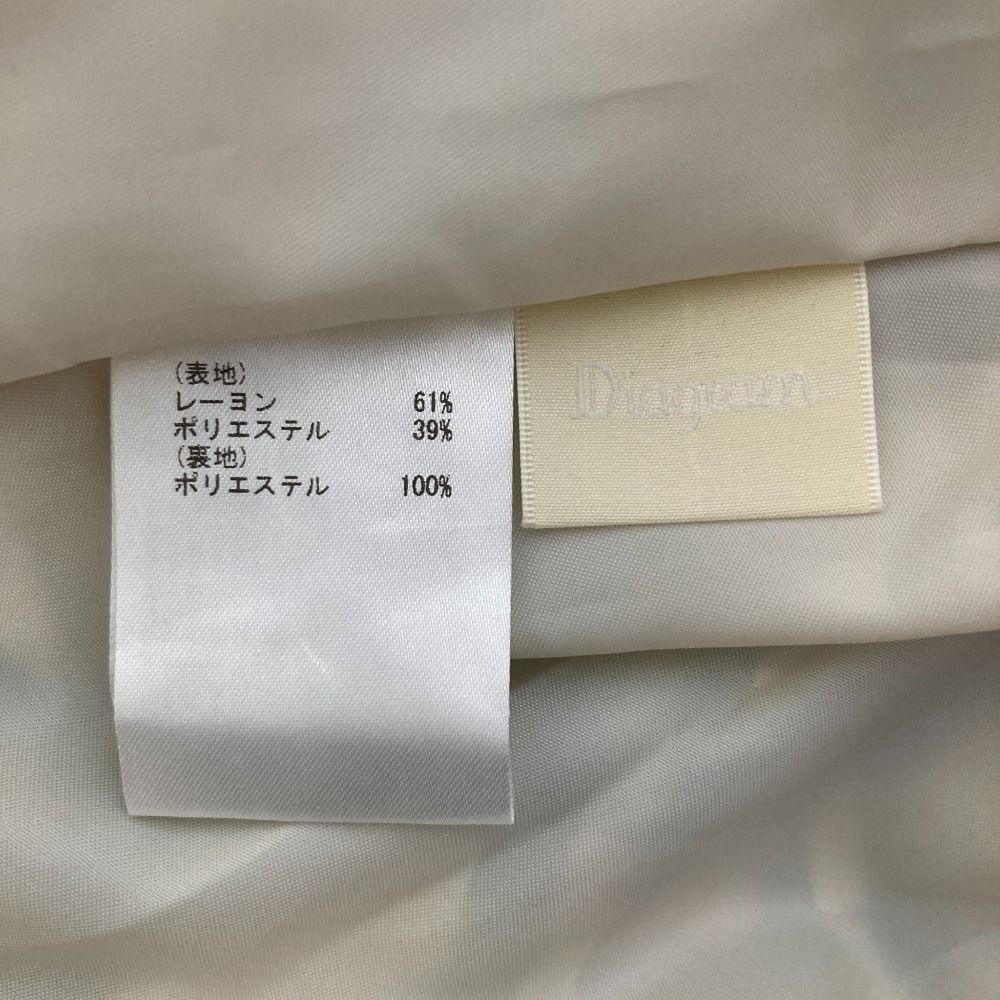 (表地)
レーヨン 61%
ポリエステル 39%
(裏地)
ポリエステル 100%
Diagram